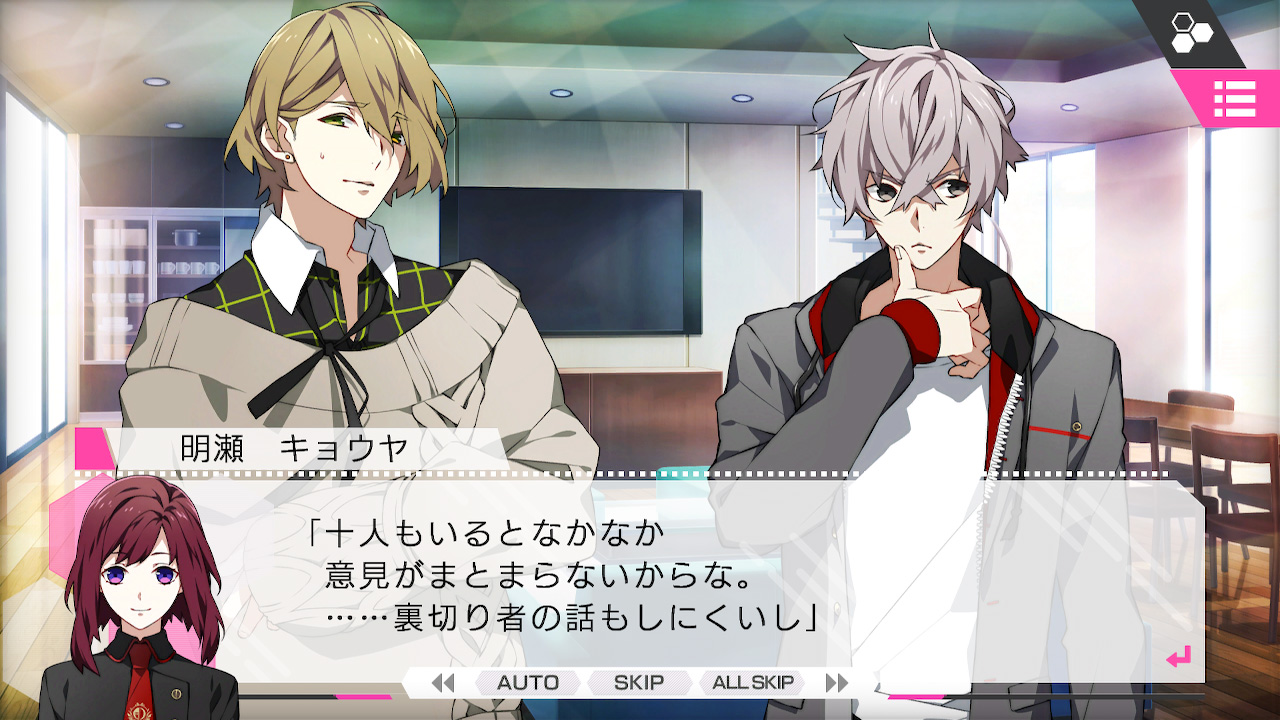 明瀬　キョウヤ
「十人もいるとなかなか
意見がまとまらないからな。
……裏切り者の話もしにくいし」
AUTO SKIP ALL SKIP